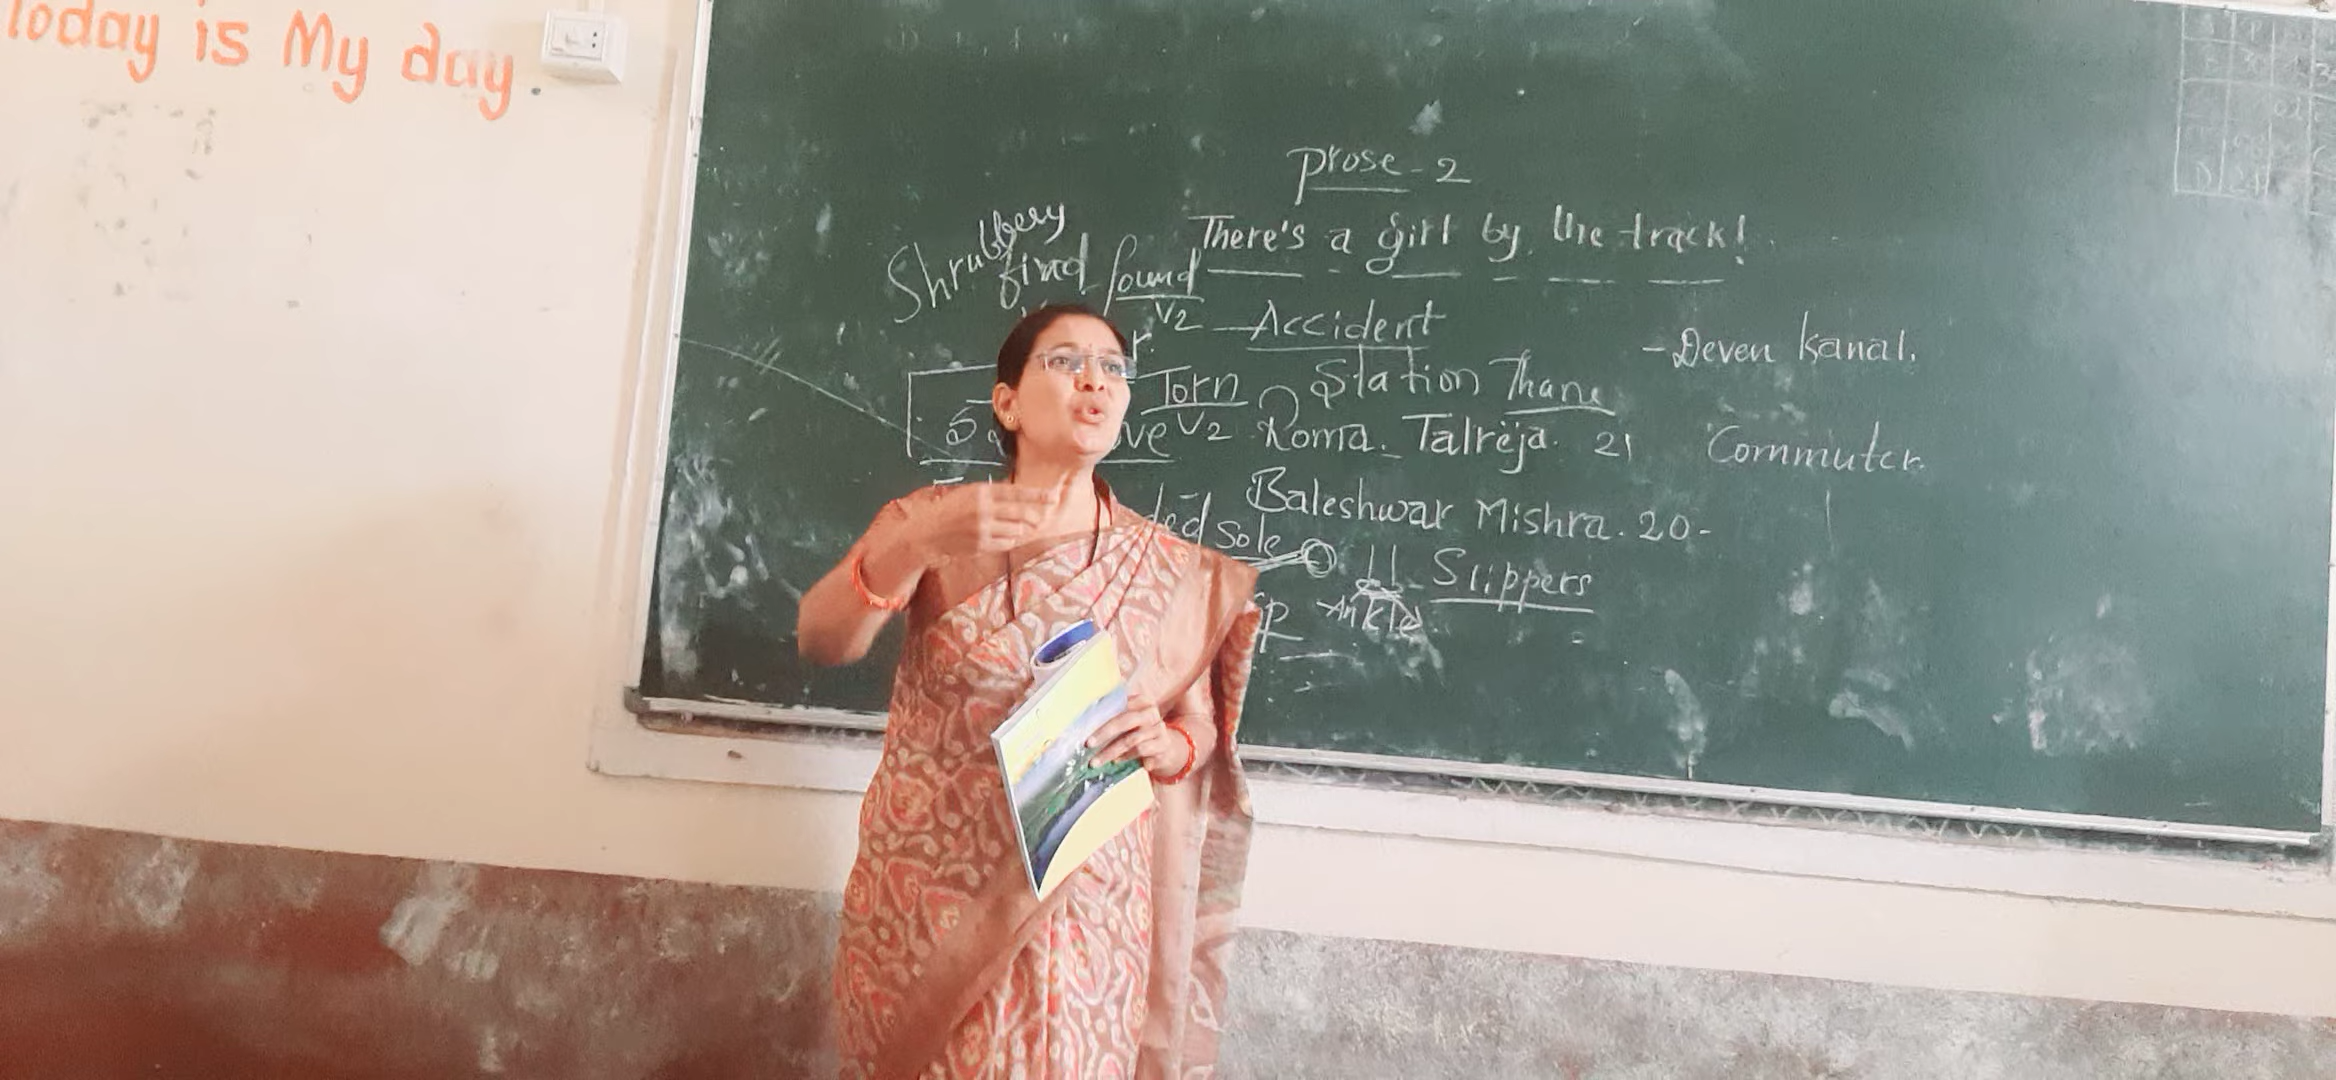 Today is My day.
Prose - 2
There's a girl by the track!
Shrubbery
find found
V2
Accident
- Deven Kanal.
Torn
V2
Station Thane
Roma Talreja. 21
Commuter
Baleshwar Mishra. 20-
Sole
Slippers
Ankle